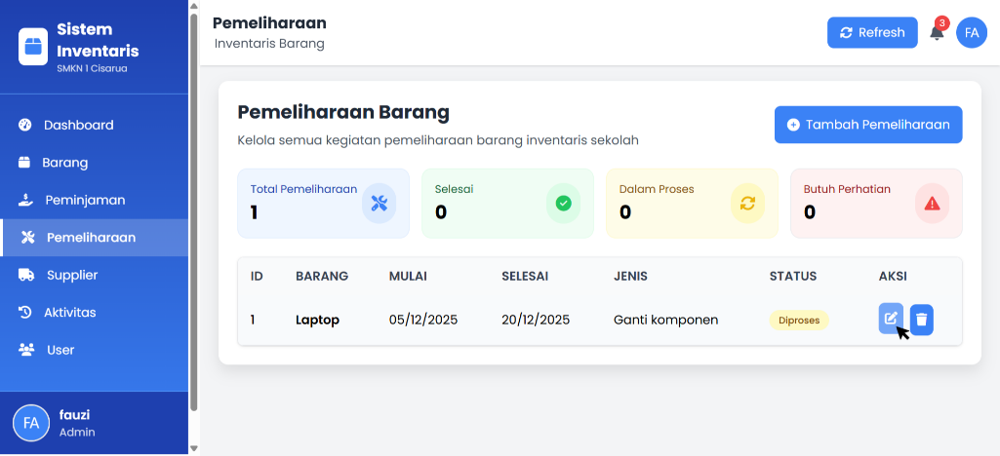 Sistem
Inventaris
SMKN 1 Cisarua
Dashboard
Barang
Peminjaman
Pemeliharaan
Supplier
Aktivitas
User
FA
fauzi
Admin
Pemeliharaan
Inventaris Barang
Refresh
3
FA
Pemeliharaan Barang
Kelola semua kegiatan pemeliharaan barang inventaris sekolah
Tambah Pemeliharaan
Total Pemeliharaan
1
Selesai
0
Dalam Proses
0
Butuh Perhatian
0
ID BARANG MULAI SELESAI JENIS STATUS AKSI
1 Laptop 05/12/2025 20/12/2025 Ganti komponen Diproses